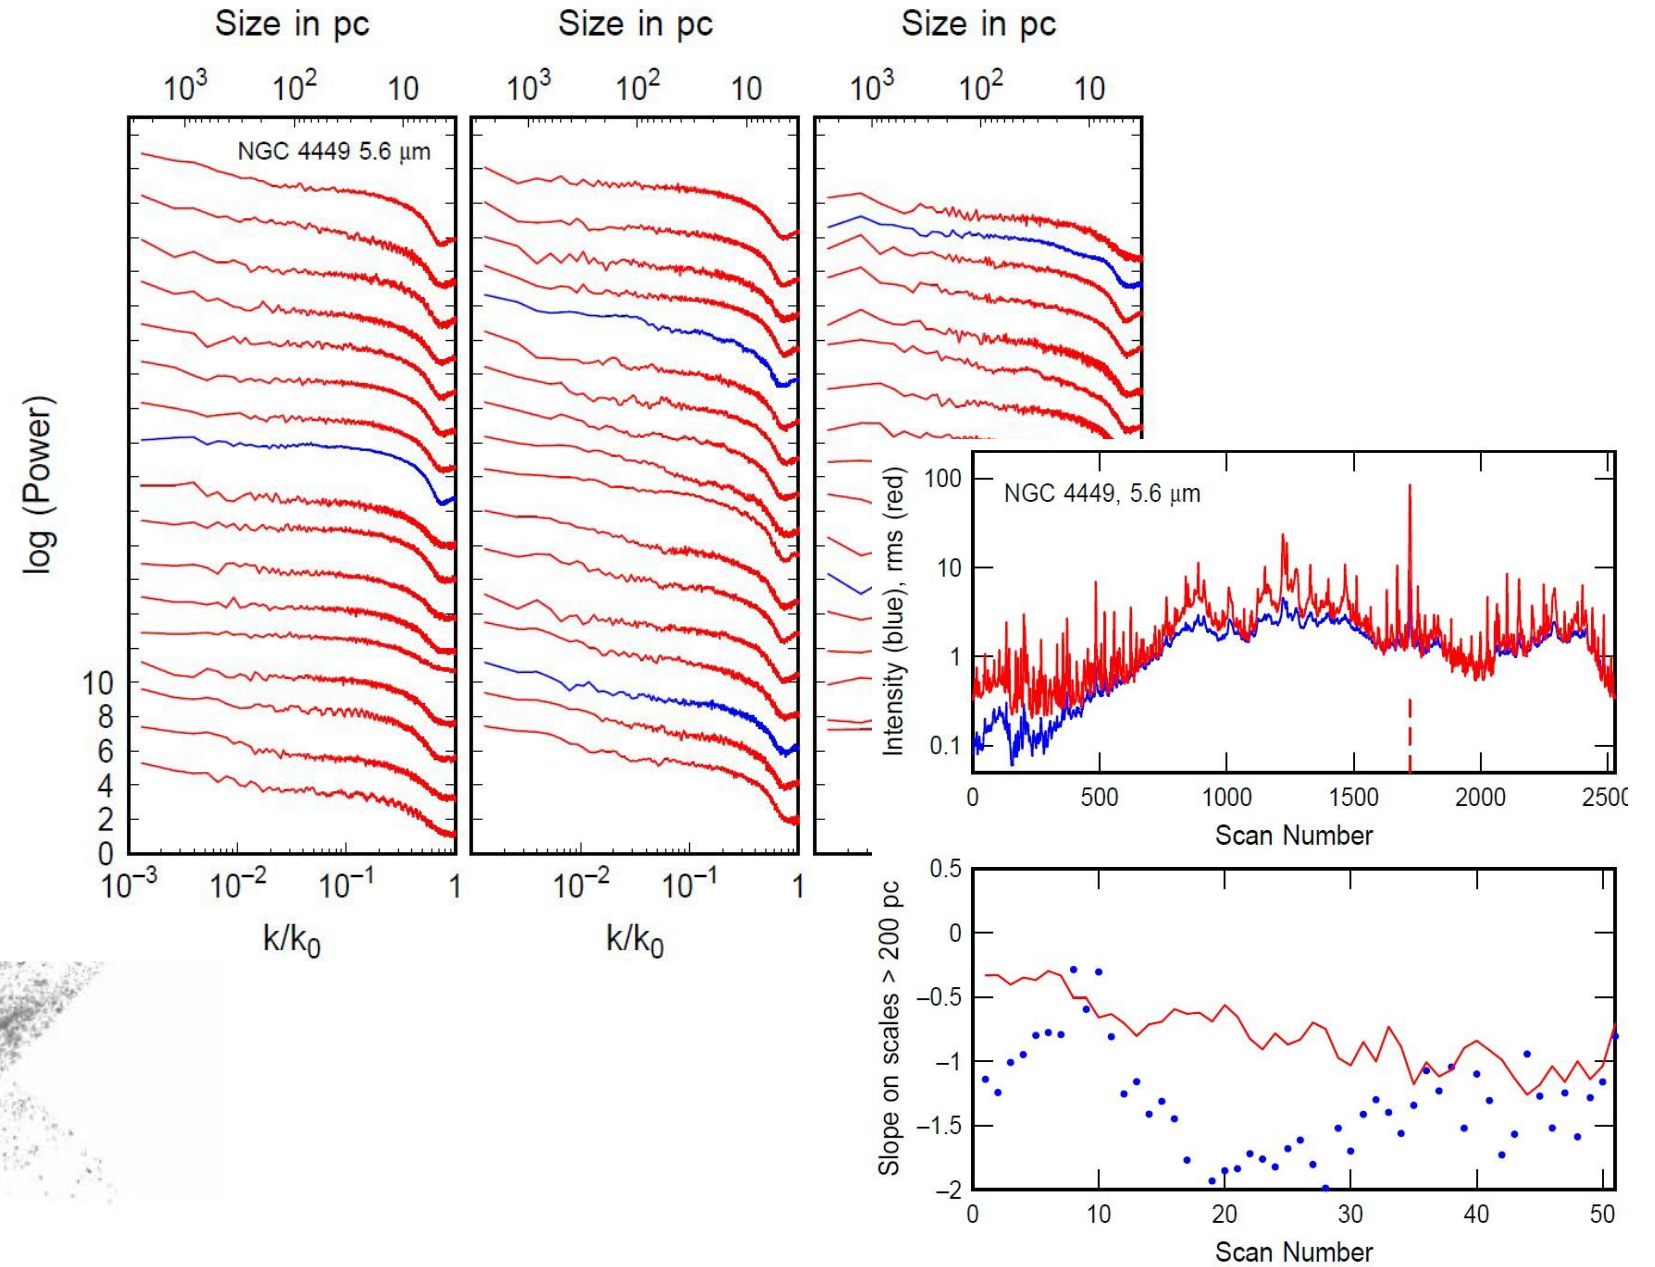 Size in pc
Size in pc
Size in pc
10³ 10² 10
10³ 10² 10
10³ 10² 10
NGC 4449 5.6 μm
log (Power)
10
8
6
4
2
0
10⁻³ 10⁻² 10⁻¹ 1
10⁻² 10⁻¹ 1
k/k₀
k/k₀
Intensity (blue), rms (red)
100
10
1
0.1
NGC 4449, 5.6 μm
0 500 1000 1500 2000 2500
Scan Number
Slope on scales > 200 pc
0.5
0
−0.5
−1
−1.5
−2
0 10 20 30 40 50
Scan Number